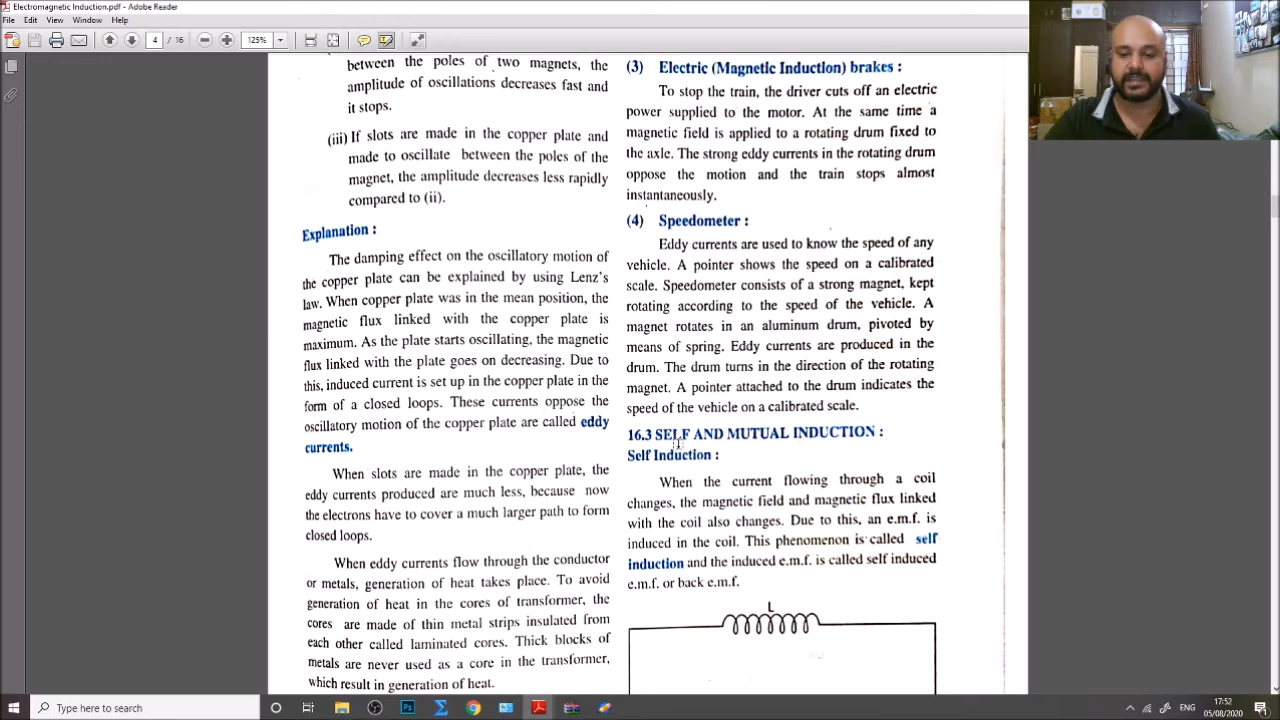 Electromagnetic Induction.pdf - Adobe Reader
File Edit View Window Help
4 / 16 125%
between the poles of two magnets, the
amplitude of oscillations decreases fast and
it stops.
(iii) If slots are made in the copper plate and
made to oscillate between the poles of the
magnet, the amplitude decreases less rapidly
compared to (ii).
Explanation :
The damping effect on the oscillatory motion of
the copper plate can be explained by using Lenz's
law. When copper plate was in the mean position, the
magnetic flux linked with the copper plate is
maximum. As the plate starts oscillating, the magnetic
flux linked with the plate goes on decreasing. Due to
this, induced current is set up in the copper plate in the
form of a closed loops. These currents oppose the
oscillatory motion of the copper plate are called eddy
currents.
When slots are made in the copper plate, the
eddy currents produced are much less, because now
the electrons have to cover a much larger path to form
closed loops.
When eddy currents flow through the conductor
or metals, generation of heat takes place. To avoid
generation of heat in the cores of transformer, the
cores are made of thin metal strips insulated from
each other called laminated cores. Thick blocks of
metals are never used as a core in the transformer,
which result in generation of heat.
(3) Electric (Magnetic Induction) brakes :
To stop the train, the driver cuts off an electric
power supplied to the motor. At the same time a
magnetic field is applied to a rotating drum fixed to
the axle. The strong eddy currents in the rotating drum
oppose the motion and the train stops almost
instantaneously.
(4) Speedometer :
Eddy currents are used to know the speed of any
vehicle. A pointer shows the speed on a calibrated
scale. Speedometer consists of a strong magnet, kept
rotating according to the speed of the vehicle. A
magnet rotates in an aluminum drum, pivoted by
means of spring. Eddy currents are produced in the
drum. The drum turns in the direction of the rotating
magnet. A pointer attached to the drum indicates the
speed of the vehicle on a calibrated scale.
16.3 SELF AND MUTUAL INDUCTION :
Self Induction :
When the current flowing through a coil
changes, the magnetic field and magnetic flux linked
with the coil also changes. Due to this, an e.m.f. is
induced in the coil. This phenomenon is called self
induction and the induced e.m.f. is called self induced
e.m.f. or back e.m.f.
L
Type here to search
ENG
17:52
05/08/2020